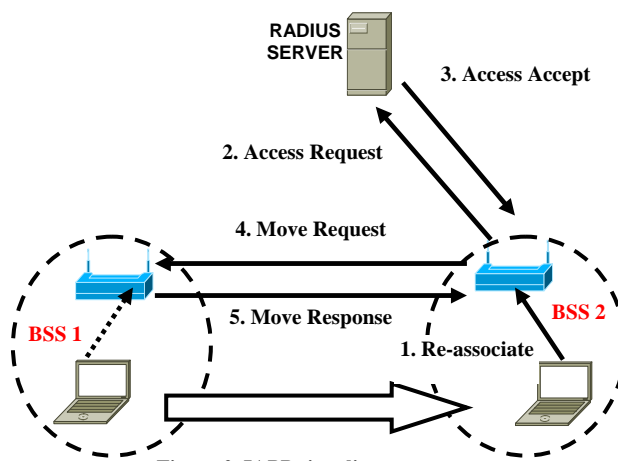 RADIUS
SERVER
3. Access Accept
2. Access Request
4. Move Request
BSS 1
5. Move Response
BSS 2
1. Re-associate